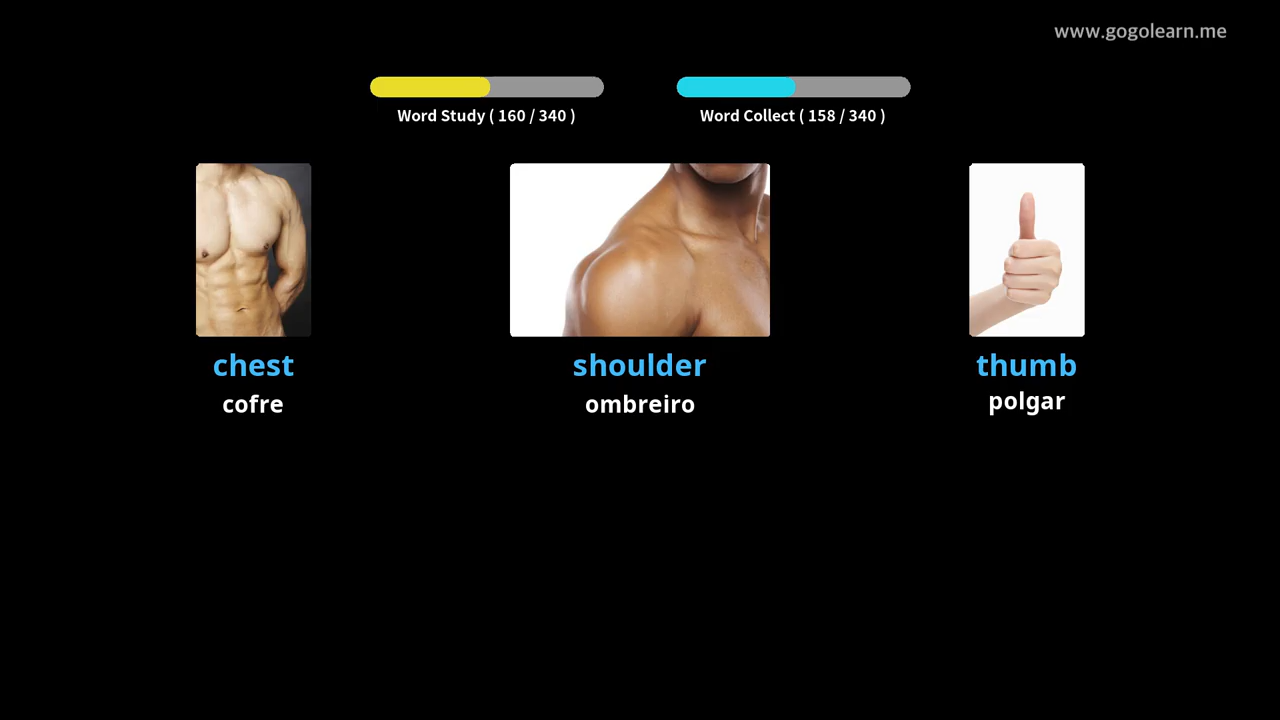 www.gogolearn.me
Word Study ( 160 / 340 )
Word Collect ( 158 / 340 )
chest
shoulder
thumb
cofre
ombreiro
polgar